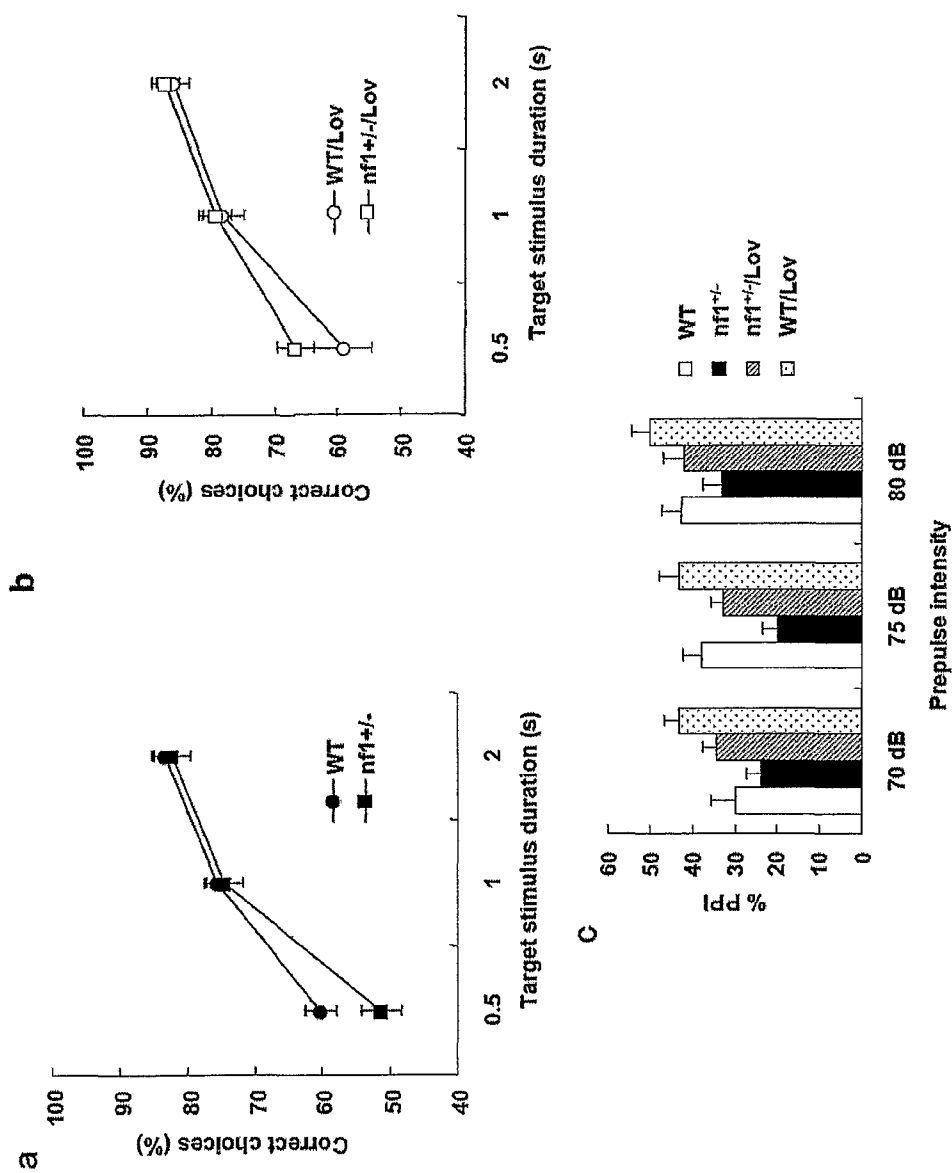 a
Correct choices (%)
100
90
80
70
60
50
40
0.5
1
2
Target stimulus duration (s)
WT
nf1+/-
b
Correct choices (%)
100
90
80
70
60
50
40
0.5
1
2
Target stimulus duration (s)
WT/Lov
nf1+/-/Lov
C
% PPI
60
50
40
30
20
10
0
70 dB
75 dB
80 dB
Prepulse intensity
WT
nf1+/-
nf1+/-/Lov
WT/Lov